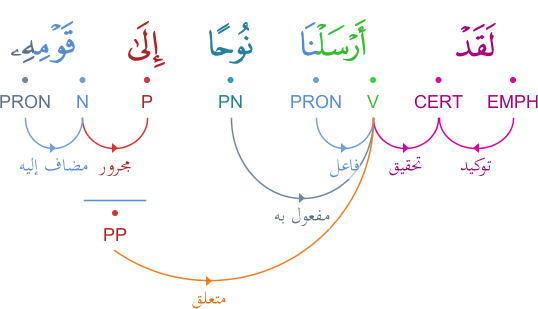 لَقَدْ أَرْسَلْنَا نُوحًا إِلَىٰ قَوْمِهِۦ
EMPH CERT V PRON PN P N PRON
توكيد تحقيق فاعل مجرور مضاف إليه
مفعول به
PP
متعلق